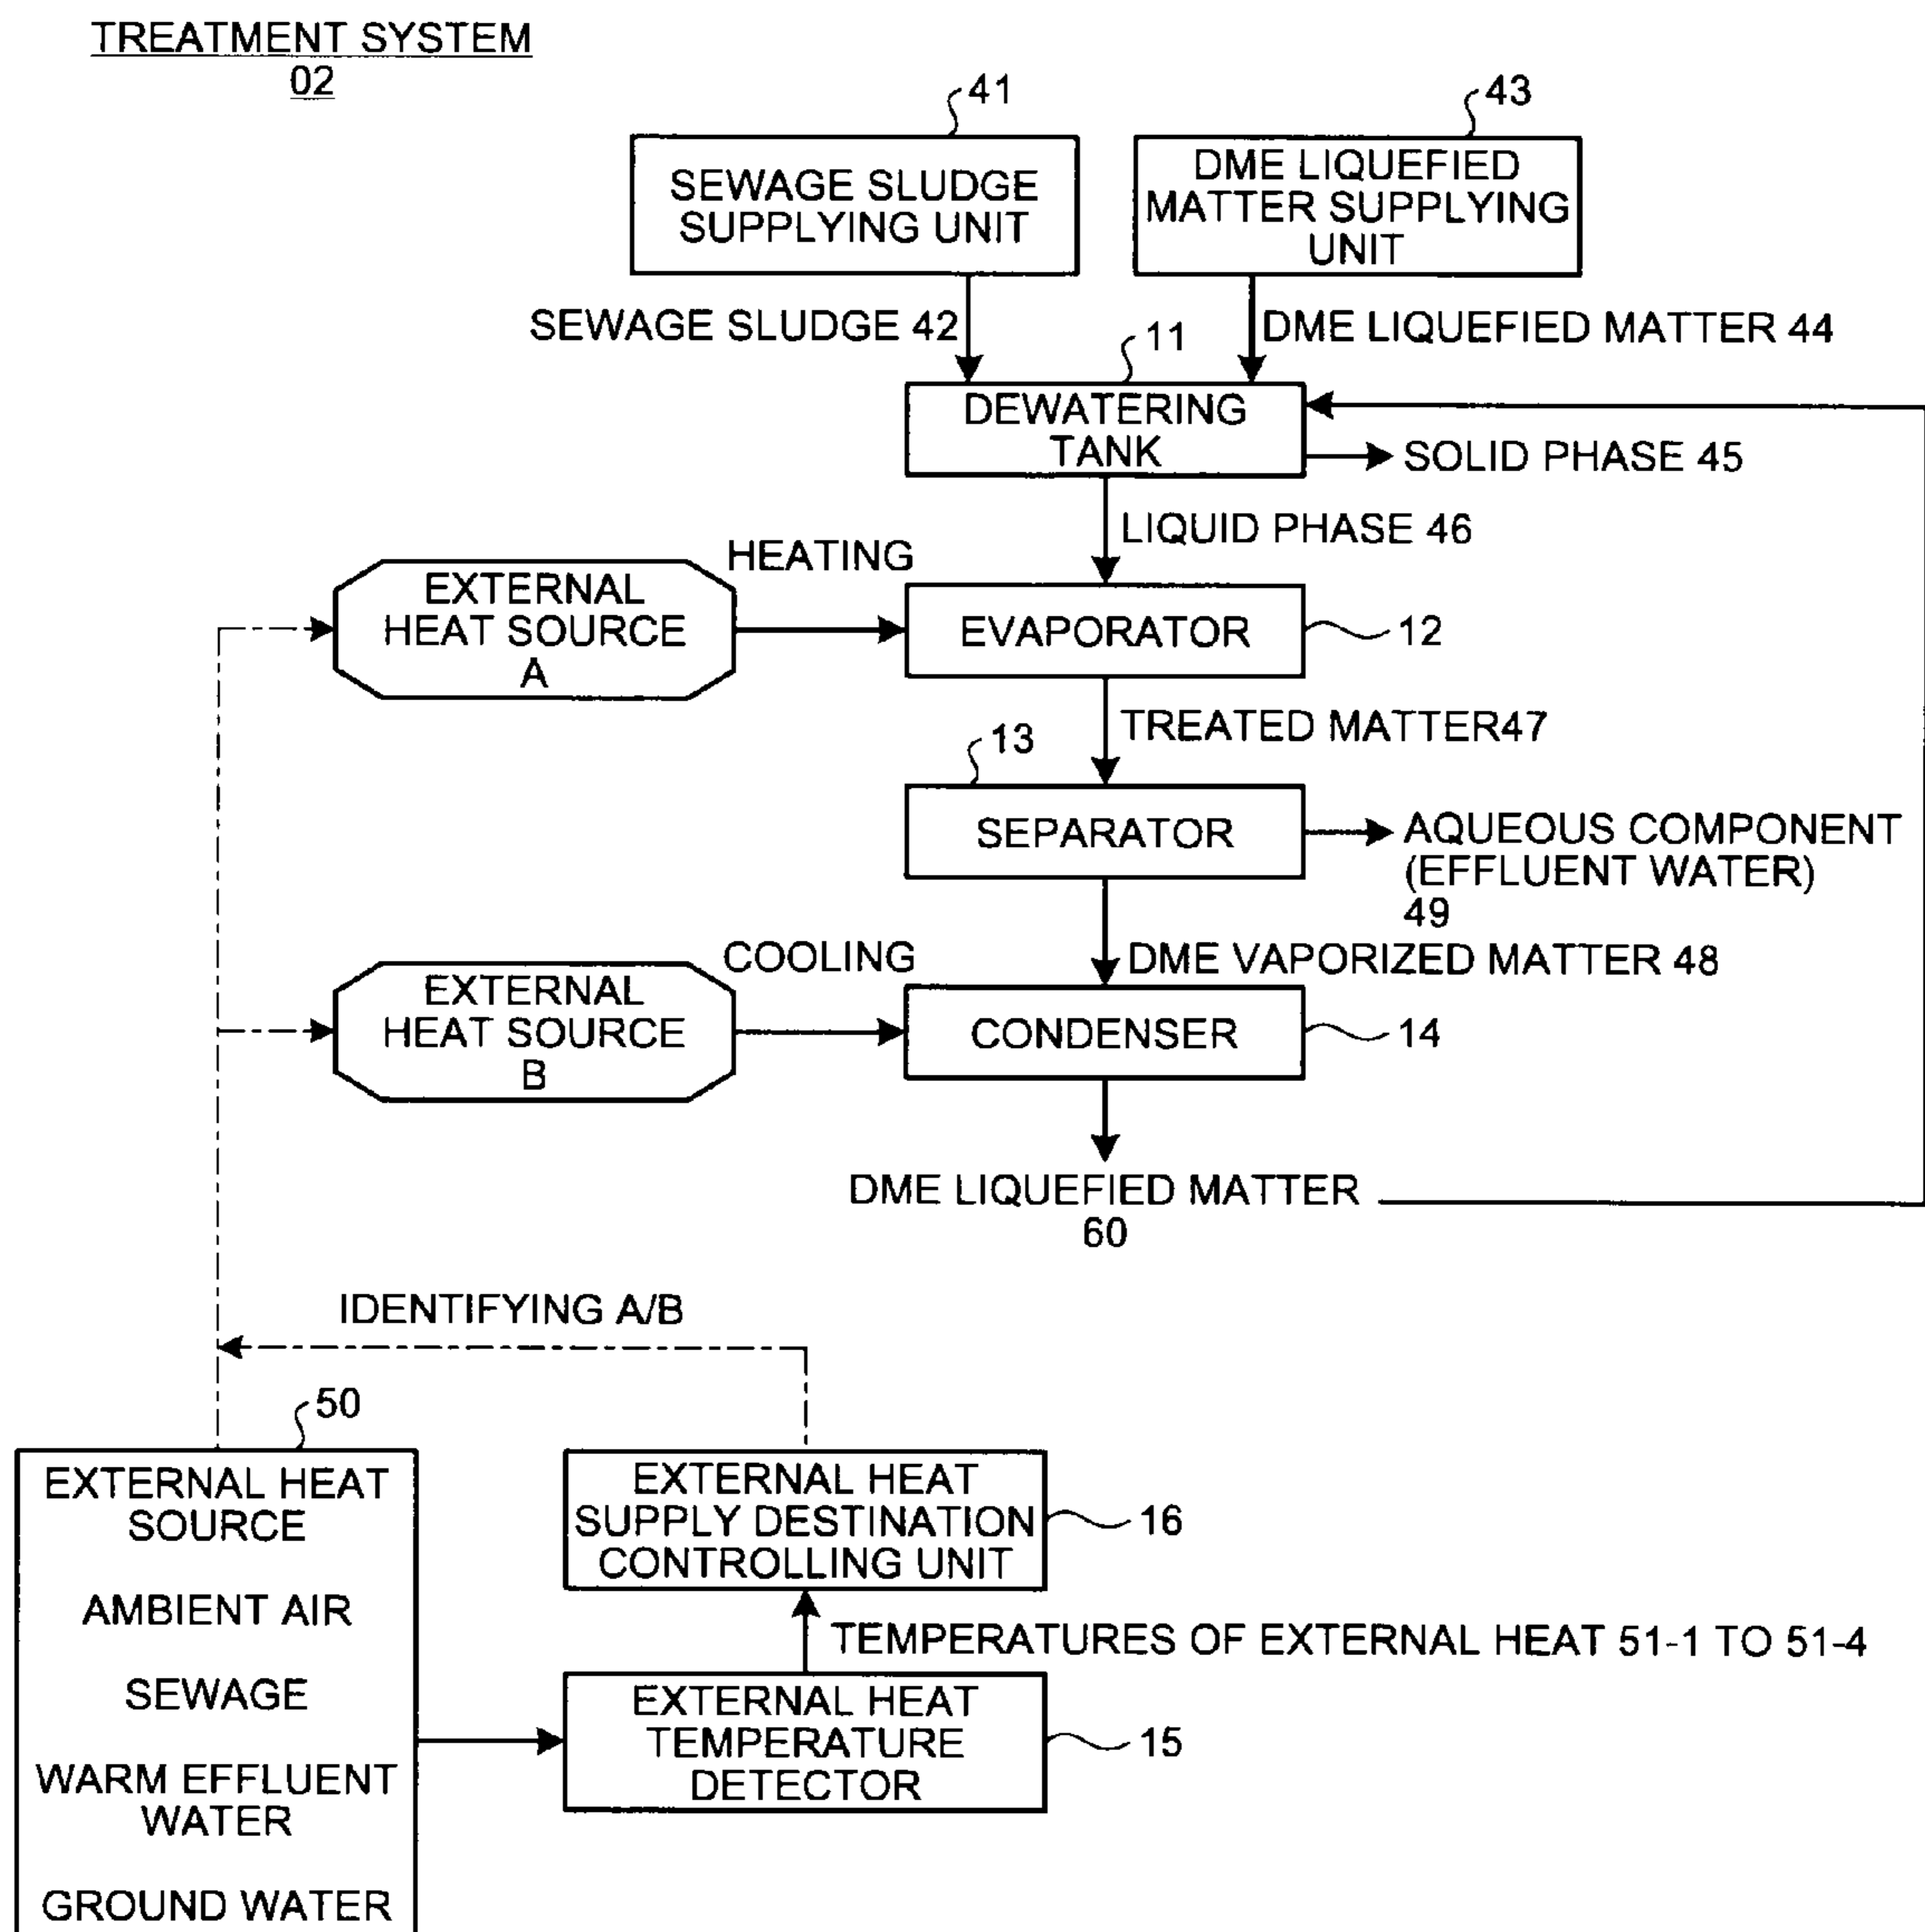 TREATMENT SYSTEM
02
41
43
SEWAGE SLUDGE
SUPPLYING UNIT
DME LIQUEFIED
MATTER SUPPLYING
UNIT
SEWAGE SLUDGE 42
11
DME LIQUEFIED MATTER 44
DEWATERING
TANK
SOLID PHASE 45
LIQUID PHASE 46
HEATING
EXTERNAL
HEAT SOURCE
A
EVAPORATOR
12
TREATED MATTER47
13
SEPARATOR
AQUEOUS COMPONENT
(EFFLUENT WATER)
49
COOLING
DME VAPORIZED MATTER 48
EXTERNAL
HEAT SOURCE
B
CONDENSER
14
DME LIQUEFIED MATTER
60
IDENTIFYING A/B
50
EXTERNAL HEAT
SOURCE
AMBIENT AIR
SEWAGE
WARM EFFLUENT
WATER
GROUND WATER
EXTERNAL HEAT
SUPPLY DESTINATION
CONTROLLING UNIT
16
TEMPERATURES OF EXTERNAL HEAT 51-1 TO 51-4
EXTERNAL HEAT
TEMPERATURE
DETECTOR
15